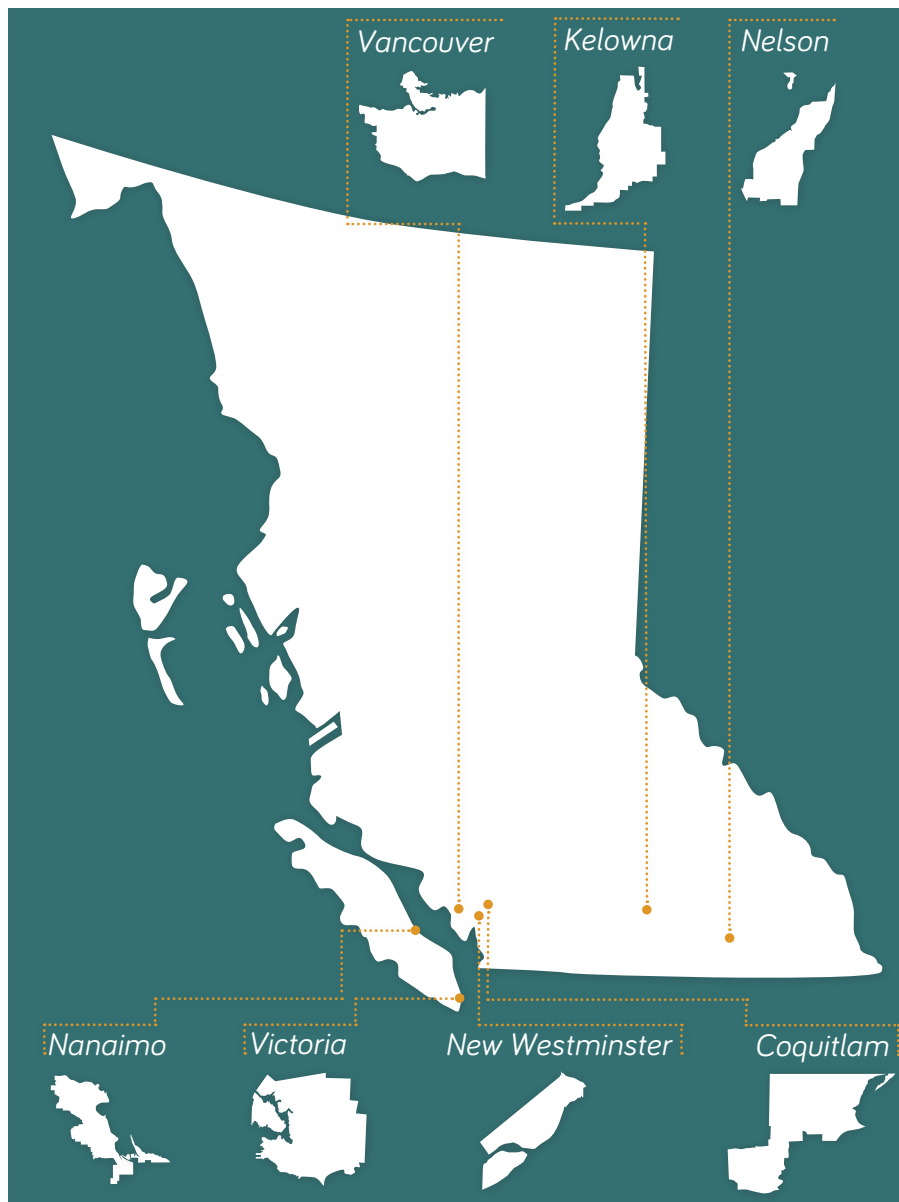 Vancouver
Kelowna
Nelson
Nanaimo
Victoria
New Westminster
Coquitlam